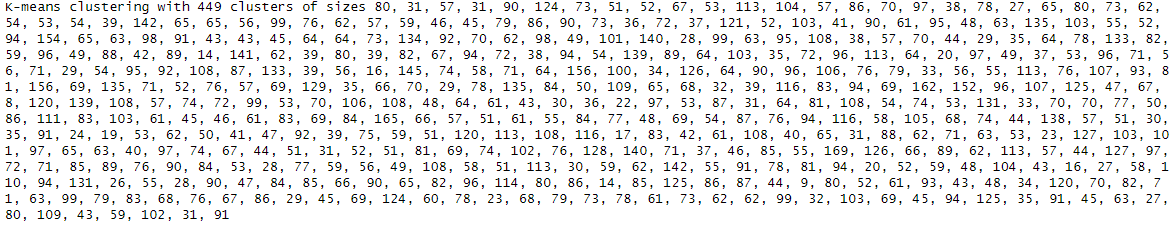 K-means clustering with 449 clusters of sizes 80, 31, 57, 31, 90, 124, 73, 51, 52, 67, 53, 113, 104, 57, 86, 70, 97, 38, 78, 27, 65, 80, 73, 62,
54, 53, 54, 39, 142, 65, 65, 56, 99, 76, 62, 57, 59, 46, 45, 79, 86, 90, 73, 36, 72, 37, 121, 52, 103, 41, 90, 61, 95, 48, 63, 135, 103, 55, 52,
94, 154, 65, 63, 98, 91, 43, 43, 45, 64, 64, 73, 134, 92, 70, 62, 98, 49, 101, 140, 28, 99, 63, 95, 108, 38, 57, 70, 44, 29, 35, 64, 78, 133, 82,
59, 96, 49, 88, 42, 89, 14, 141, 62, 39, 80, 39, 82, 67, 94, 72, 38, 94, 54, 139, 89, 64, 103, 35, 72, 96, 113, 64, 20, 97, 49, 37, 53, 96, 71, 5
6, 71, 29, 54, 95, 92, 108, 87, 133, 39, 56, 16, 145, 74, 58, 71, 64, 156, 100, 34, 126, 64, 90, 96, 106, 76, 79, 33, 56, 55, 113, 76, 107, 93, 8
1, 156, 69, 135, 71, 52, 76, 57, 69, 129, 35, 66, 70, 29, 78, 135, 84, 50, 109, 65, 68, 32, 39, 116, 83, 94, 69, 162, 152, 96, 107, 125, 47, 67, 6
8, 120, 139, 108, 57, 74, 72, 99, 53, 70, 106, 108, 48, 64, 61, 43, 30, 36, 22, 97, 53, 87, 31, 64, 81, 108, 54, 74, 53, 131, 33, 70, 70, 77, 50,
86, 111, 83, 103, 61, 45, 46, 61, 83, 69, 84, 165, 66, 57, 51, 61, 55, 84, 77, 48, 69, 54, 87, 76, 94, 116, 58, 105, 68, 74, 44, 138, 57, 51, 30,
35, 91, 24, 19, 53, 62, 50, 41, 47, 92, 39, 75, 59, 51, 120, 113, 108, 116, 17, 83, 42, 61, 108, 40, 65, 31, 88, 62, 71, 63, 53, 23, 127, 103, 10
1, 97, 65, 63, 40, 97, 74, 67, 44, 51, 31, 52, 51, 81, 69, 74, 102, 76, 128, 140, 71, 37, 46, 85, 55, 169, 126, 66, 89, 62, 113, 57, 44, 127, 97,
72, 71, 85, 89, 76, 90, 84, 53, 28, 77, 59, 56, 49, 108, 58, 51, 113, 30, 59, 62, 142, 55, 91, 78, 81, 94, 20, 52, 59, 48, 104, 43, 16, 27, 58, 1
10, 94, 131, 26, 55, 28, 90, 47, 84, 85, 66, 90, 65, 82, 96, 114, 80, 86, 14, 85, 125, 86, 87, 44, 9, 80, 52, 61, 93, 43, 48, 34, 120, 70, 82, 7
1, 63, 99, 79, 83, 68, 76, 67, 86, 29, 45, 69, 124, 60, 78, 23, 68, 79, 73, 78, 61, 73, 62, 62, 99, 32, 103, 69, 45, 94, 125, 35, 91, 45, 63, 27,
80, 109, 43, 59, 102, 31, 91